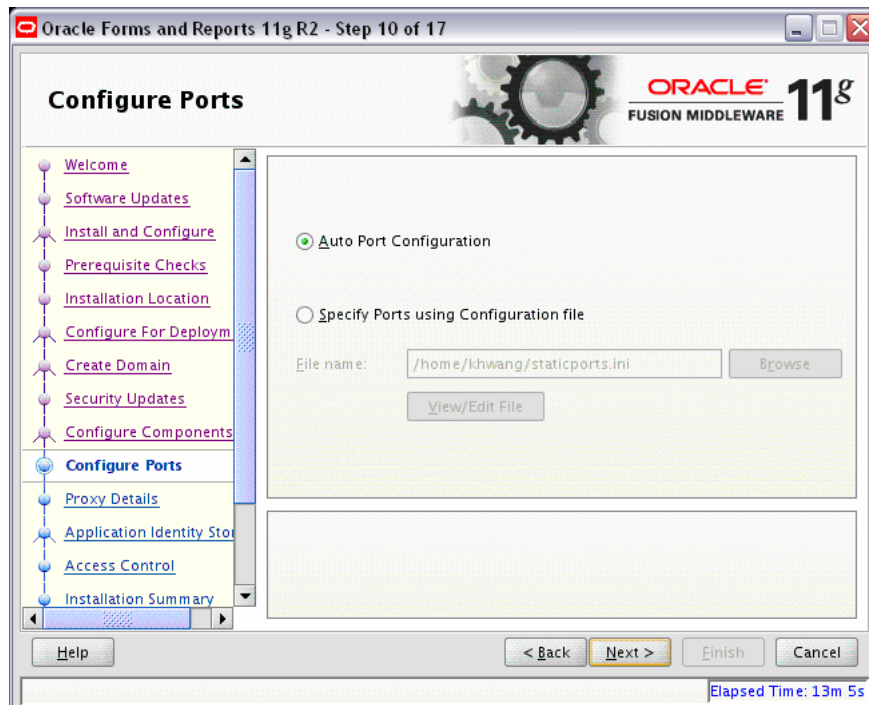 Oracle Forms and Reports 11g R2 - Step 10 of 17
Configure Ports
ORACLE
FUSION MIDDLEWARE
11g
Welcome
Software Updates
Install and Configure
Prerequisite Checks
Installation Location
Configure For Deploym
Create Domain
Security Updates
Configure Components
Configure Ports
Proxy Details
Application Identity Stor
Access Control
Installation Summary
Auto Port Configuration
Specify Ports using Configuration file
File name:
/home/khwang/staticports.ini
Browse
View/Edit File
Help
< Back
Next >
Finish
Cancel
Elapsed Time: 13m 5s